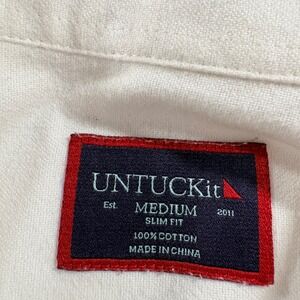 UNTUCKit
Est. MEDIUM 2011
SLIM FIT
100% COTTON
MADE IN CHINA